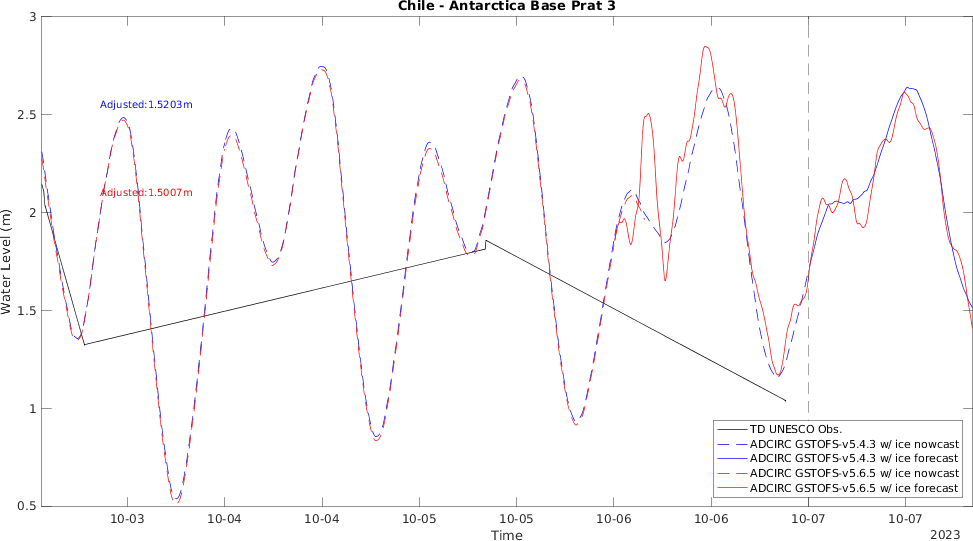 Chile - Antarctica Base Prat 3
3
2.5
2
1.5
1
0.5
Water Level (m)
Adjusted:1.5203m
Adjusted:1.5007m
TD UNESCO Obs.
ADCIRC GSTOFS-v5.4.3 w/ ice nowcast
ADCIRC GSTOFS-v5.4.3 w/ ice forecast
ADCIRC GSTOFS-v5.6.5 w/ ice nowcast
ADCIRC GSTOFS-v5.6.5 w/ ice forecast
10-03 10-04 10-04 10-05 10-05 10-06 10-06 10-07 10-07
Time
2023